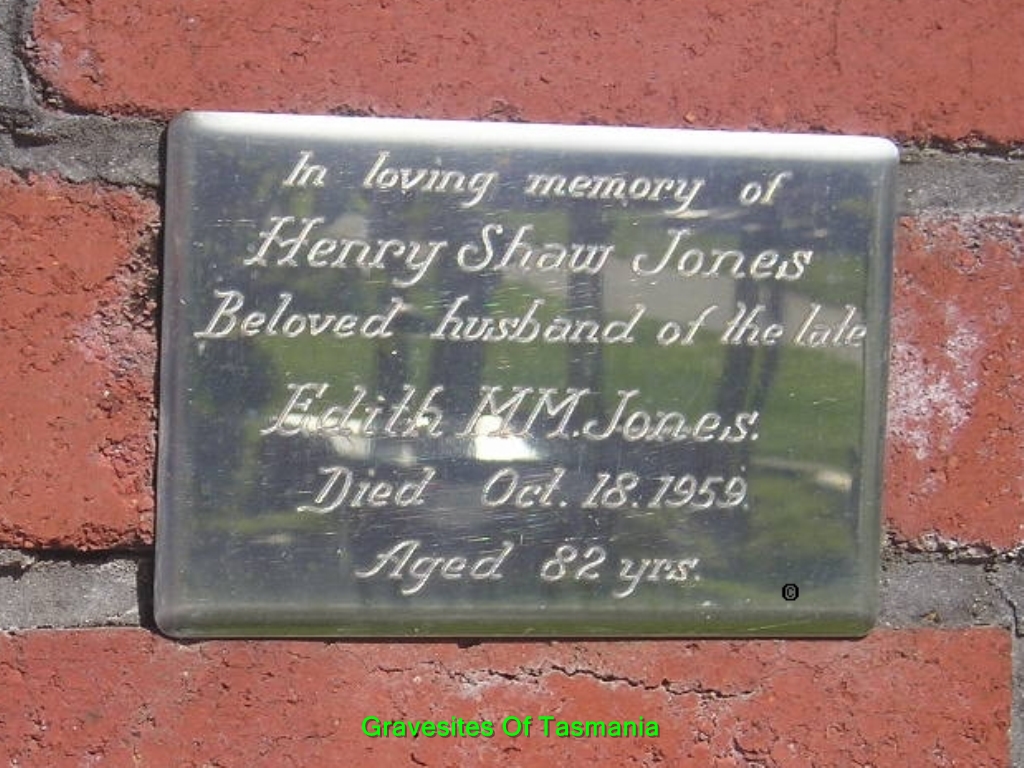 In loving memory of
Henry Shaw Jones
Beloved husband of the late
Edith M.M. Jones.
Died Oct. 18. 1959.
Aged 82 yrs.
©
Gravesites Of Tasmania